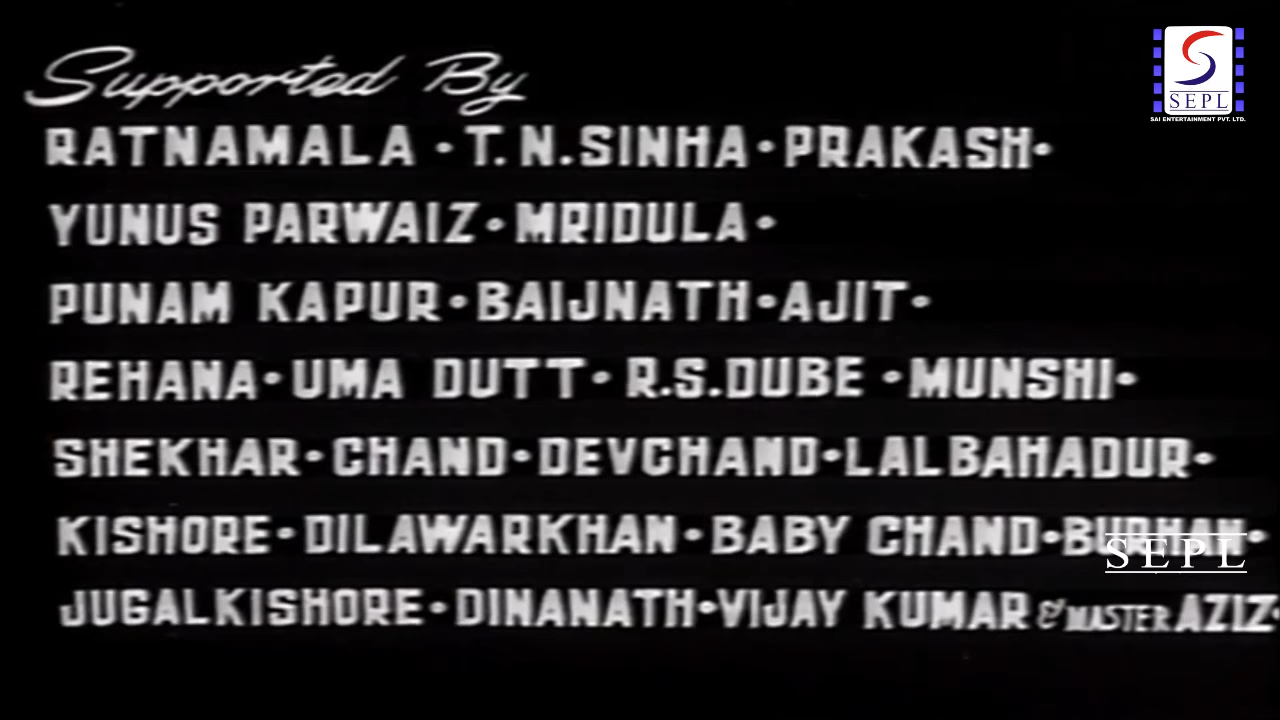 Supported By
RATNAMALA • T.N.SINHA • PRAKASH •
YUNUS PARWAIZ • MRIDULA •
PUNAM KAPUR • BAIJNATH • AJIT •
REHANA • UMA DUTT • R.S.DUBE • MUNSHI •
SHEKHAR • CHAND • DEVCHAND • LALBAHADUR •
KISHORE • DILAWARKHAN • BABY CHAND • BURHAN •
JUGALKISHORE • DINANATH • VIJAY KUMAR & MASTER AZIZ •
SEPL
SAI ENTERTAINMENT PVT. LTD.
SEPL